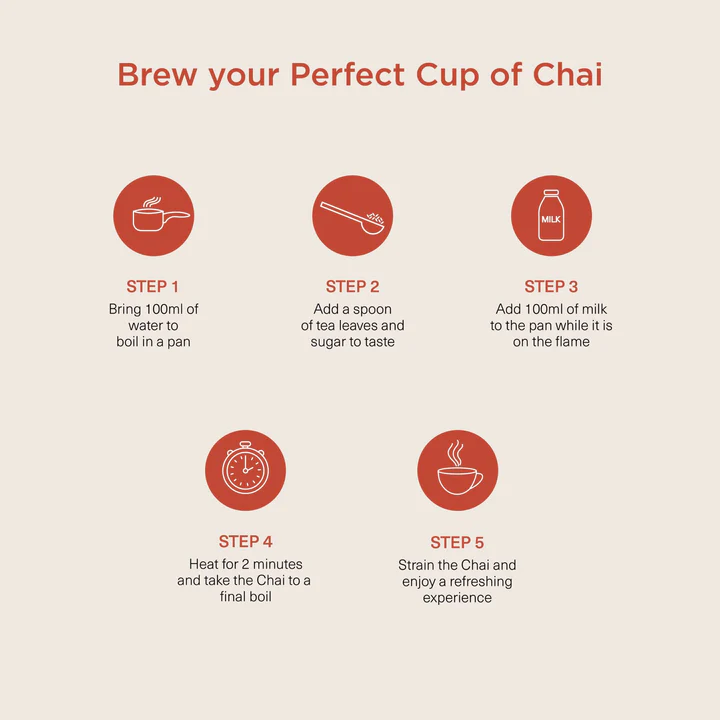 Brew your Perfect Cup of Chai
STEP 1
Bring 100ml of
water to
boil in a pan
STEP 2
Add a spoon
of tea leaves and
sugar to taste
MILK
STEP 3
Add 100ml of milk
to the pan while it is
on the flame
STEP 4
Heat for 2 minutes
and take the Chai to a
final boil
STEP 5
Strain the Chai and
enjoy a refreshing
experience